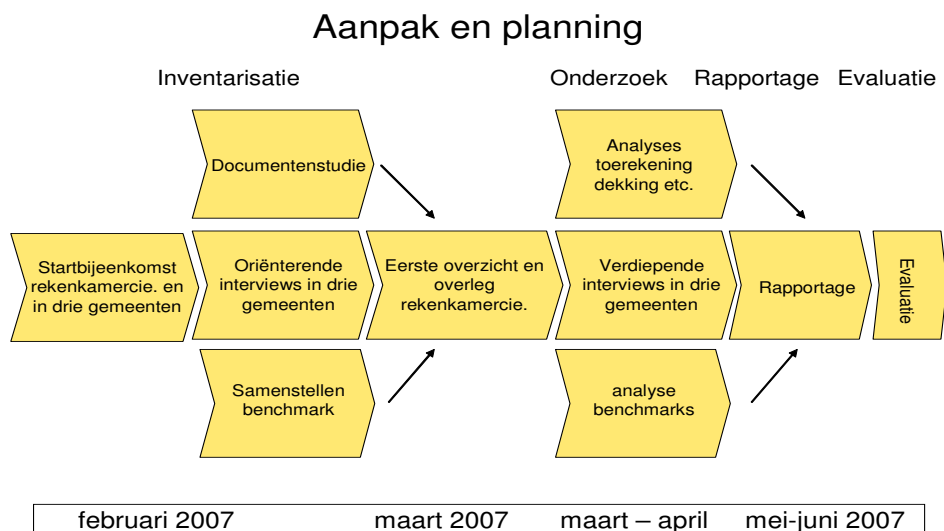 Aanpak en planning
Inventarisatie
Onderzoek
Rapportage
Evaluatie
Documentenstudie
Analyses
toerekening
dekking etc.
Startbijeenkomst
rekenkamercie. en
in drie gemeenten
Oriënterende
interviews in drie
gemeenten
Eerste overzicht en
overleg
rekenkamercie.
Verdiepende
interviews in drie
gemeenten
Rapportage
Evaluatie
Samenstellen
benchmark
analyse
benchmarks
februari 2007
maart 2007
maart – april
mei-juni 2007